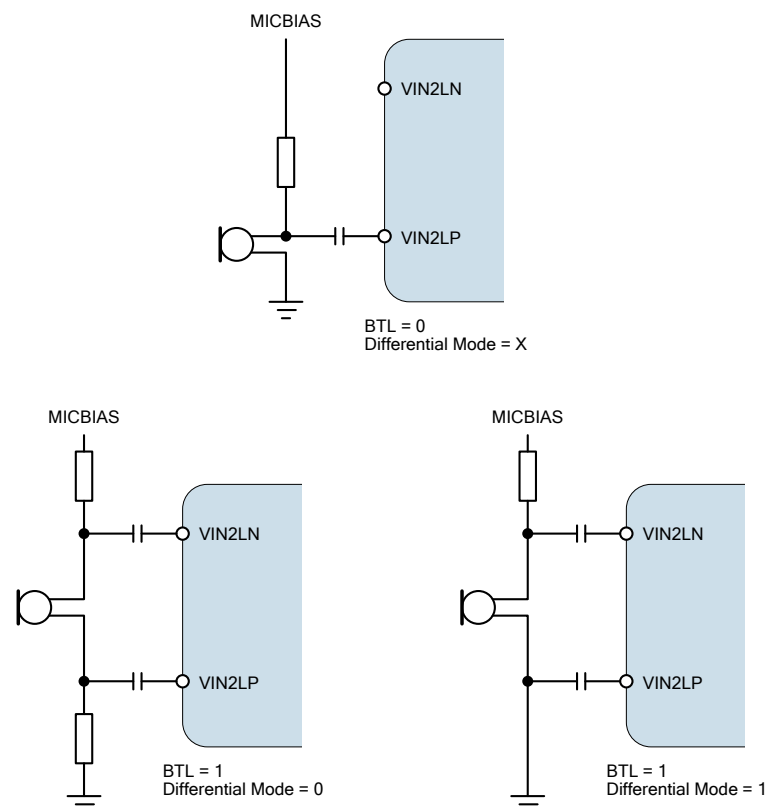 MICBIAS
VIN2LN
VIN2LP
BTL = 0
Differential Mode = X
MICBIAS
VIN2LN
VIN2LP
BTL = 1
Differential Mode = 0
MICBIAS
VIN2LN
VIN2LP
BTL = 1
Differential Mode = 1